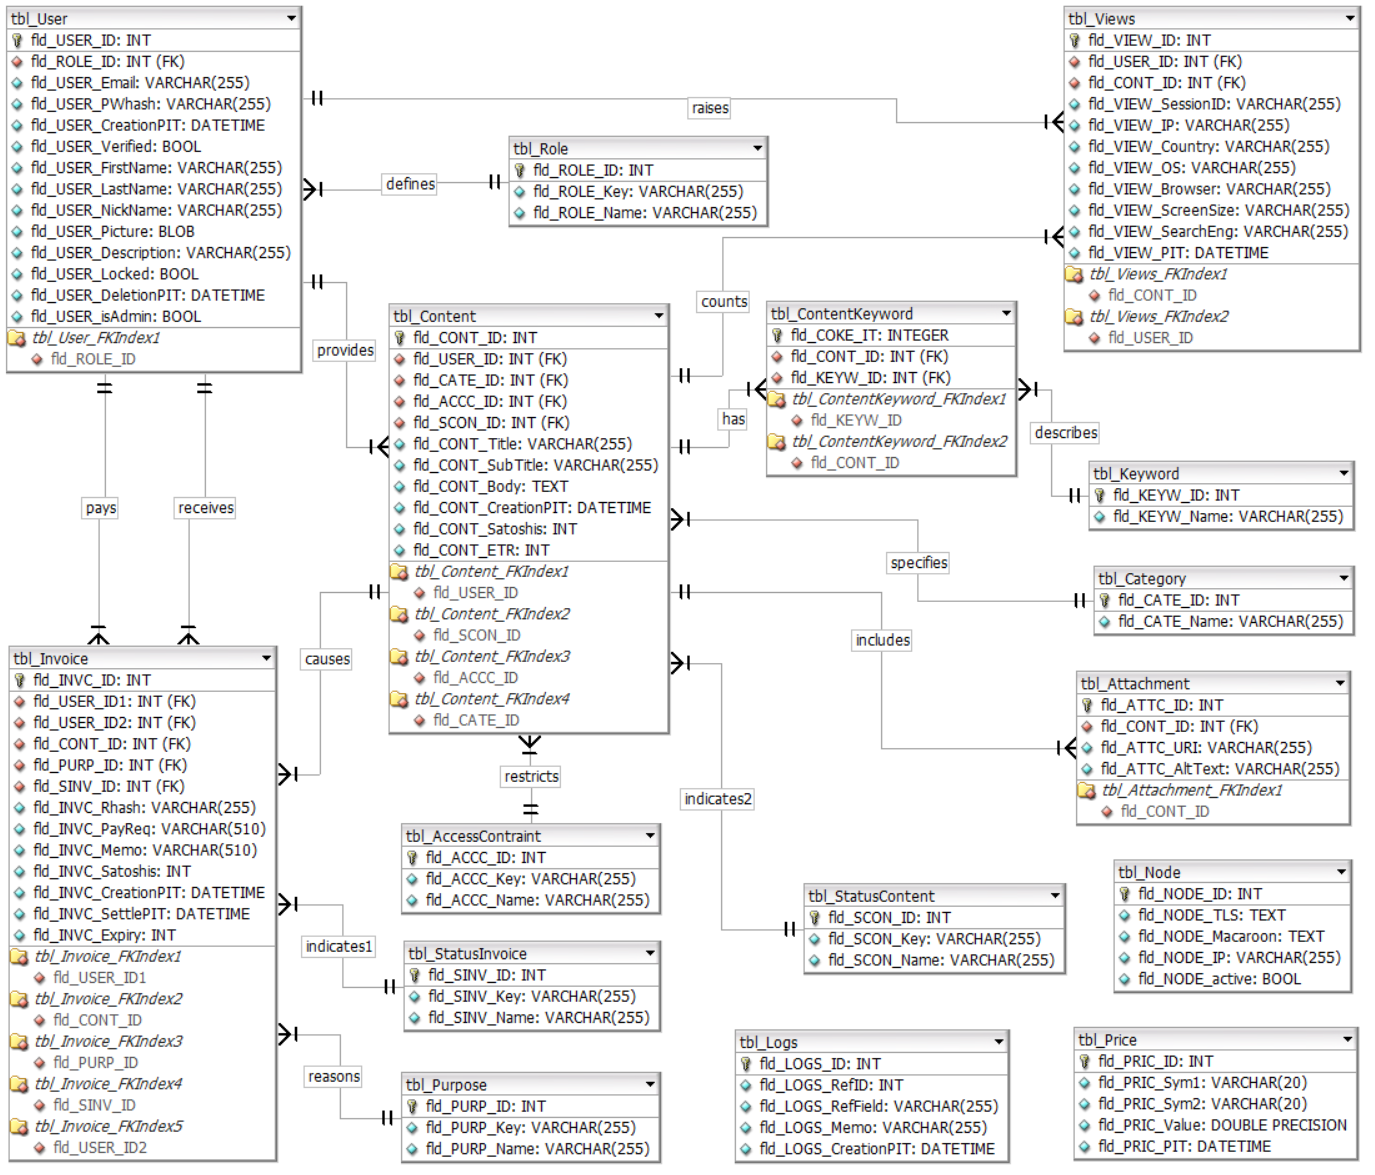 tbl_User
fld_USER_ID: INT
fld_ROLE_ID: INT (FK)
fld_USER_Email: VARCHAR(255)
fld_USER_PWhash: VARCHAR(255)
fld_USER_CreationPIT: DATETIME
fld_USER_Verified: BOOL
fld_USER_FirstName: VARCHAR(255)
fld_USER_LastName: VARCHAR(255)
fld_USER_NickName: VARCHAR(255)
fld_USER_Picture: BLOB
fld_USER_Description: VARCHAR(255)
fld_USER_Locked: BOOL
fld_USER_DeletionPIT: DATETIME
fld_USER_isAdmin: BOOL
tbl_User_FKIndex1
fld_ROLE_ID
raises
defines
tbl_Role
fld_ROLE_ID: INT
fld_ROLE_Key: VARCHAR(255)
fld_ROLE_Name: VARCHAR(255)
tbl_Views
fld_VIEW_ID: INT
fld_USER_ID: INT (FK)
fld_CONT_ID: INT (FK)
fld_VIEW_SessionID: VARCHAR(255)
fld_VIEW_IP: VARCHAR(255)
fld_VIEW_Country: VARCHAR(255)
fld_VIEW_OS: VARCHAR(255)
fld_VIEW_Browser: VARCHAR(255)
fld_VIEW_ScreenSize: VARCHAR(255)
fld_VIEW_SearchEng: VARCHAR(255)
fld_VIEW_PIT: DATETIME
tbl_Views_FKIndex1
fld_CONT_ID
tbl_Views_FKIndex2
fld_USER_ID
provides
counts
has
tbl_Content
fld_CONT_ID: INT
fld_USER_ID: INT (FK)
fld_CATE_ID: INT (FK)
fld_ACCC_ID: INT (FK)
fld_SCON_ID: INT (FK)
fld_CONT_Title: VARCHAR(255)
fld_CONT_SubTitle: VARCHAR(255)
fld_CONT_Body: TEXT
fld_CONT_CreationPIT: DATETIME
fld_CONT_Satoshis: INT
fld_CONT_ETR: INT
tbl_Content_FKIndex1
fld_USER_ID
tbl_Content_FKIndex2
fld_SCON_ID
tbl_Content_FKIndex3
fld_ACCC_ID
tbl_Content_FKIndex4
fld_CATE_ID
tbl_ContentKeyword
fld_COKE_IT: INTEGER
fld_CONT_ID: INT (FK)
fld_KEYW_ID: INT (FK)
tbl_ContentKeyword_FKIndex1
fld_KEYW_ID
tbl_ContentKeyword_FKIndex2
fld_CONT_ID
describes
tbl_Keyword
fld_KEYW_ID: INT
fld_KEYW_Name: VARCHAR(255)
pays
receives
specifies
tbl_Category
fld_CATE_ID: INT
fld_CATE_Name: VARCHAR(255)
includes
causes
tbl_Attachment
fld_ATTC_ID: INT
fld_CONT_ID: INT (FK)
fld_ATTC_URI: VARCHAR(255)
fld_ATTC_AltText: VARCHAR(255)
tbl_Attachment_FKIndex1
fld_CONT_ID
tbl_Invoice
fld_INVC_ID: INT
fld_USER_ID1: INT (FK)
fld_USER_ID2: INT (FK)
fld_CONT_ID: INT (FK)
fld_PURP_ID: INT (FK)
fld_SINV_ID: INT (FK)
fld_INVC_Rhash: VARCHAR(255)
fld_INVC_PayReq: VARCHAR(510)
fld_INVC_Memo: VARCHAR(510)
fld_INVC_Satoshis: INT
fld_INVC_CreationPIT: DATETIME
fld_INVC_SettlePIT: DATETIME
fld_INVC_Expiry: INT
tbl_Invoice_FKIndex1
fld_USER_ID1
tbl_Invoice_FKIndex2
fld_CONT_ID
tbl_Invoice_FKIndex3
fld_PURP_ID
tbl_Invoice_FKIndex4
fld_SINV_ID
tbl_Invoice_FKIndex5
fld_USER_ID2
restricts
indicates2
tbl_AccessContraint
fld_ACCC_ID: INT
fld_ACCC_Key: VARCHAR(255)
fld_ACCC_Name: VARCHAR(255)
indicates1
tbl_StatusInvoice
fld_SINV_ID: INT
fld_SINV_Key: VARCHAR(255)
fld_SINV_Name: VARCHAR(255)
reasons
tbl_Purpose
fld_PURP_ID: INT
fld_PURP_Key: VARCHAR(255)
fld_PURP_Name: VARCHAR(255)
tbl_StatusContent
fld_SCON_ID: INT
fld_SCON_Key: VARCHAR(255)
fld_SCON_Name: VARCHAR(255)
tbl_Node
fld_NODE_ID: INT
fld_NODE_TLS: TEXT
fld_NODE_Macaroon: TEXT
fld_NODE_IP: VARCHAR(255)
fld_NODE_active: BOOL
tbl_Logs
fld_LOGS_ID: INT
fld_LOGS_RefID: INT
fld_LOGS_RefField: VARCHAR(255)
fld_LOGS_Memo: VARCHAR(255)
fld_LOGS_CreationPIT: DATETIME
tbl_Price
fld_PRIC_ID: INT
fld_PRIC_Sym1: VARCHAR(20)
fld_PRIC_Sym2: VARCHAR(20)
fld_PRIC_Value: DOUBLE PRECISION
fld_PRIC_PIT: DATETIME